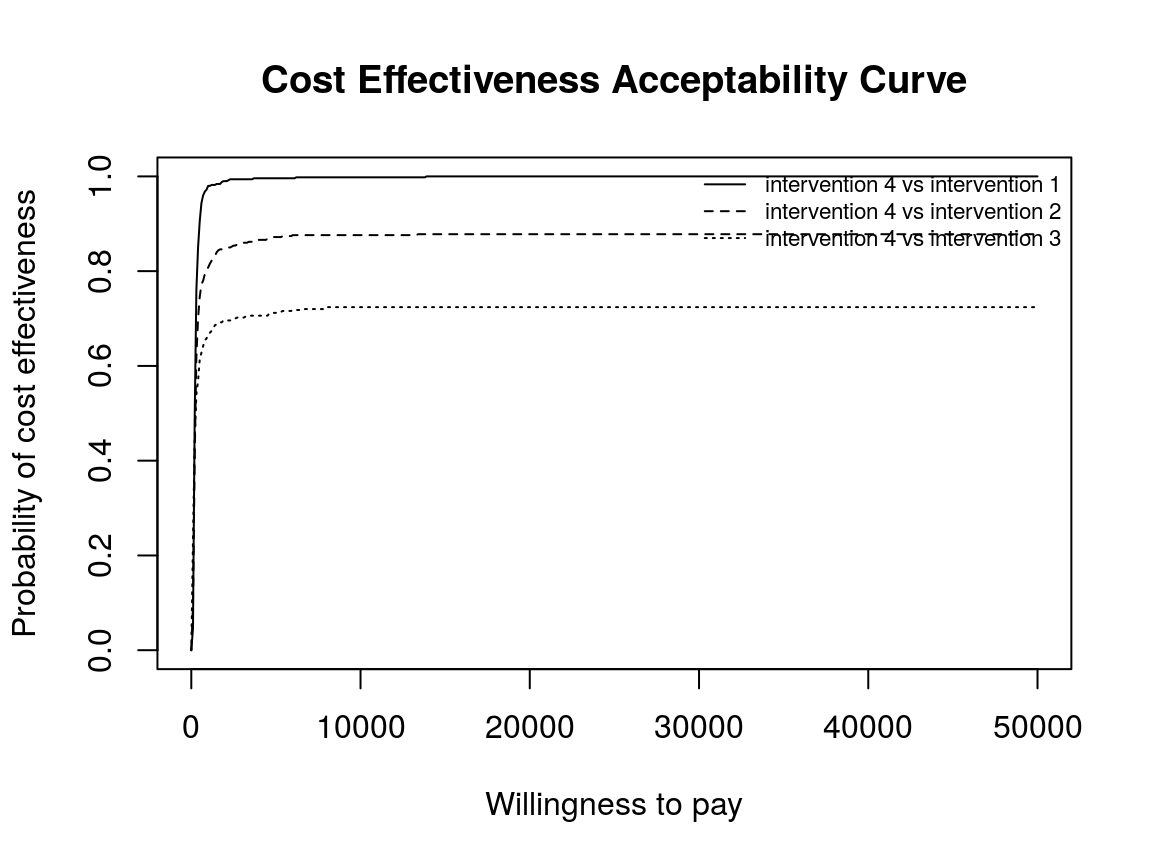 Cost Effectiveness Acceptability Curve
Probability of cost effectiveness
1.0
0.8
0.6
0.4
0.2
0.0
intervention 4 vs intervention 1
intervention 4 vs intervention 2
intervention 4 vs intervention 3
0 10000 20000 30000 40000 50000
Willingness to pay